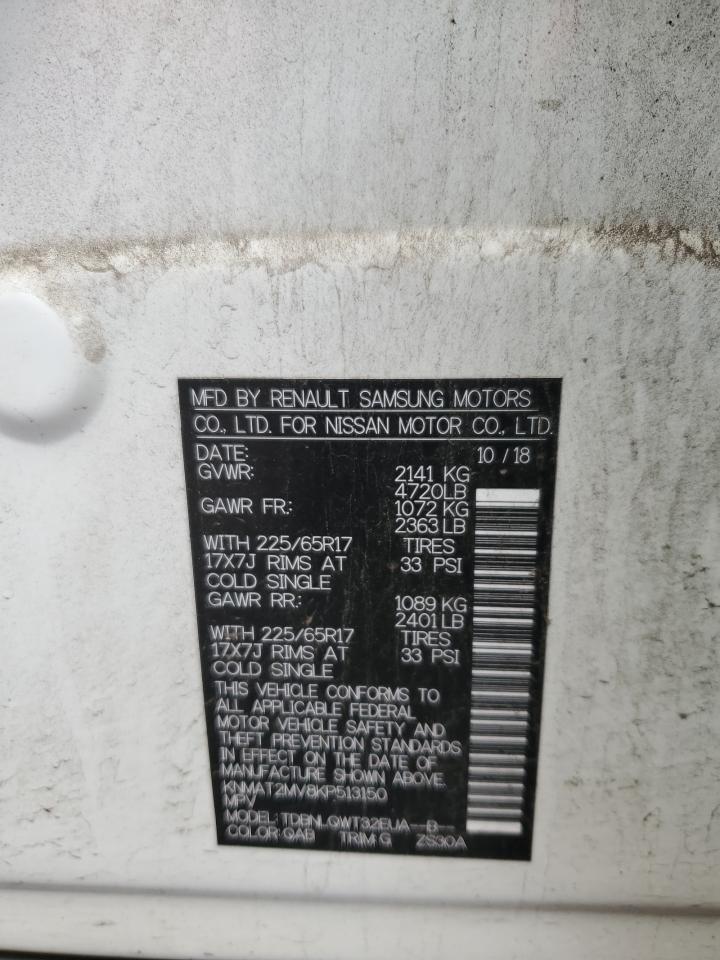 MFD BY RENAULT SAMSUNG MOTORS
CO., LTD. FOR NISSAN MOTOR CO., LTD.
DATE: 10 / 18
GVWR: 2141 KG
4720LB
GAWR FR.: 1072 KG
2363 LB
WITH 225/65R17 TIRES
17X7J RIMS AT 33 PSI
COLD SINGLE
GAWR RR.: 1089 KG
2401 LB
WITH 225/65R17 TIRES
17X7J RIMS AT 33 PSI
COLD SINGLE
THIS VEHICLE CONFORMS TO
ALL APPLICABLE FEDERAL
MOTOR VEHICLE SAFETY AND
THEFT PREVENTION STANDARDS
IN EFFECT ON THE DATE OF
MANUFACTURE SHOWN ABOVE.
KNMAT2MV8KP513150
MPV
MODEL: TDBNLQWT32EUA--B--
COLOR: QAB TRIM: G ZS30A